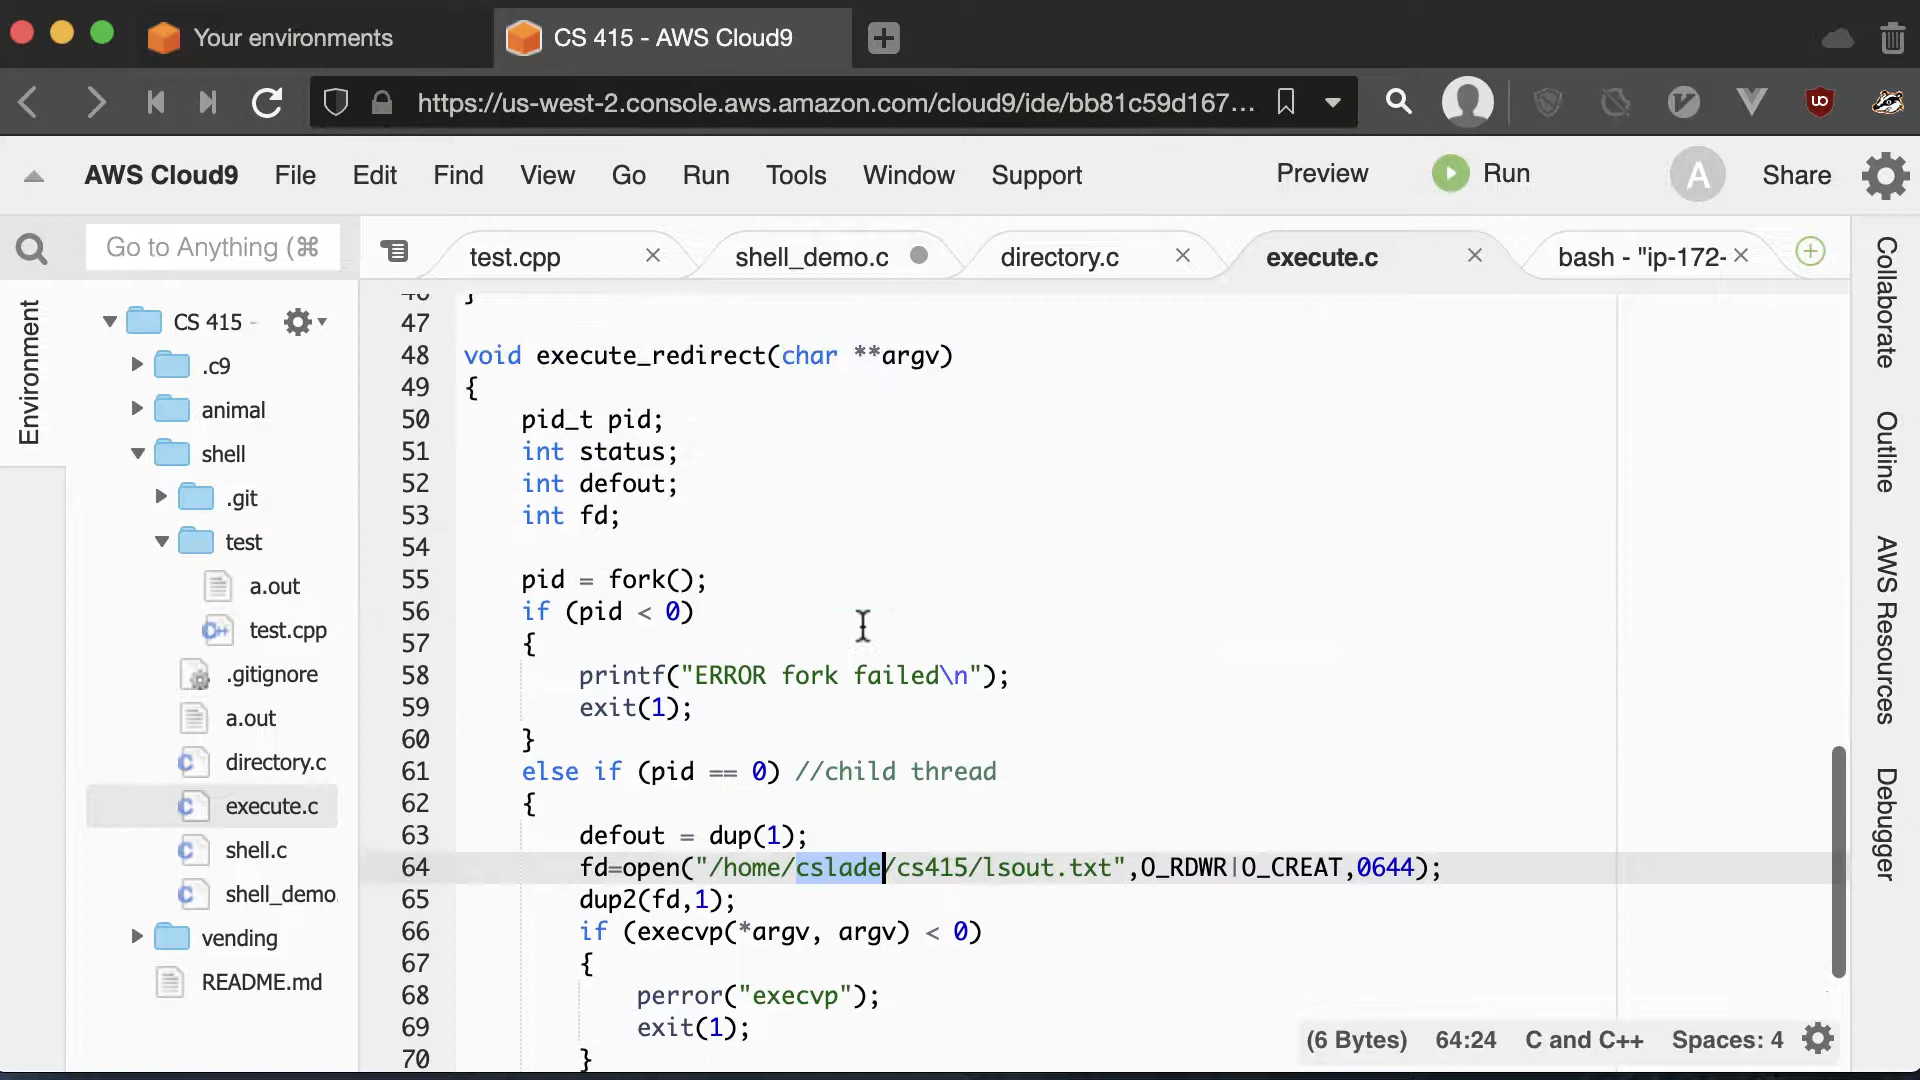 Your environments
CS 415 - AWS Cloud9
https://us-west-2.console.aws.amazon.com/cloud9/ide/bb81c59d167...
AWS Cloud9 File Edit Find View Go Run Tools Window Support Preview Run A Share
Go to Anything (⌘
test.cpp
shell_demo.c
directory.c
execute.c
bash - "ip-172-
Environment
CS 415 -
.c9
animal
shell
.git
test
a.out
test.cpp
.gitignore
a.out
directory.c
execute.c
shell.c
shell_demo.
vending
README.md
46 }
47
48 void execute_redirect(char **argv)
49 {
50 pid_t pid;
51 int status;
52 int defout;
53 int fd;
54
55 pid = fork();
56 if (pid < 0)
57 {
58 printf("ERROR fork failed\n");
59 exit(1);
60 }
61 else if (pid == 0) //child thread
62 {
63 defout = dup(1);
64 fd=open("/home/cslade/cs415/lsout.txt",O_RDWR|O_CREAT,0644);
65 dup2(fd,1);
66 if (execvp(*argv, argv) < 0)
67 {
68 perror("execvp");
69 exit(1);
70 }
(6 Bytes) 64:24 C and C++ Spaces: 4
Collaborate
Outline
AWS Resources
Debugger